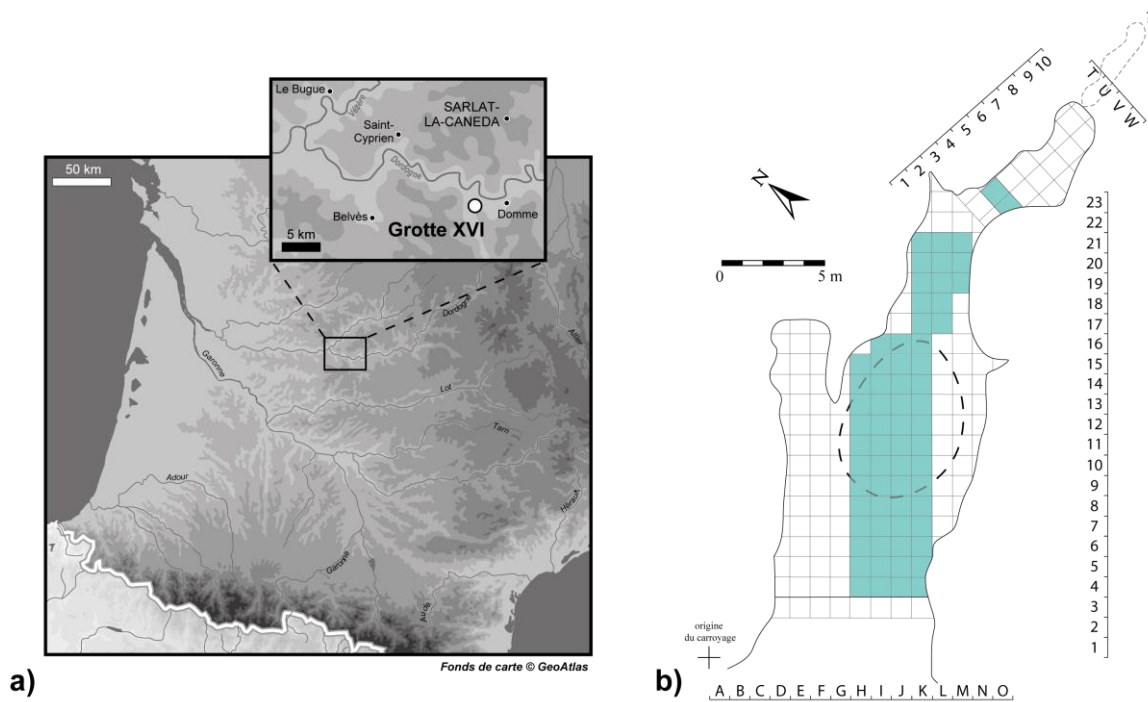 Le Bugue
Vézère
SARLAT-
LA-CANEDA
Saint-
Cyprien
Dordogne
Belvès
Domme
Grotte XVI
5 km
50 km
Dordogne
Allier
Garonne
Lot
Tarn
Adour
Hérault
Garonne
Aude
T
Fonds de carte © GeoAtlas
a)
1 2 3 4 5 6 7 8 9 10
T U V W
N
0 5 m
23
22
21
20
19
18
17
16
15
14
13
12
11
10
9
8
7
6
5
4
3
2
1
origine
du carroyage
A B C D E F G H I J K L M N O
b)